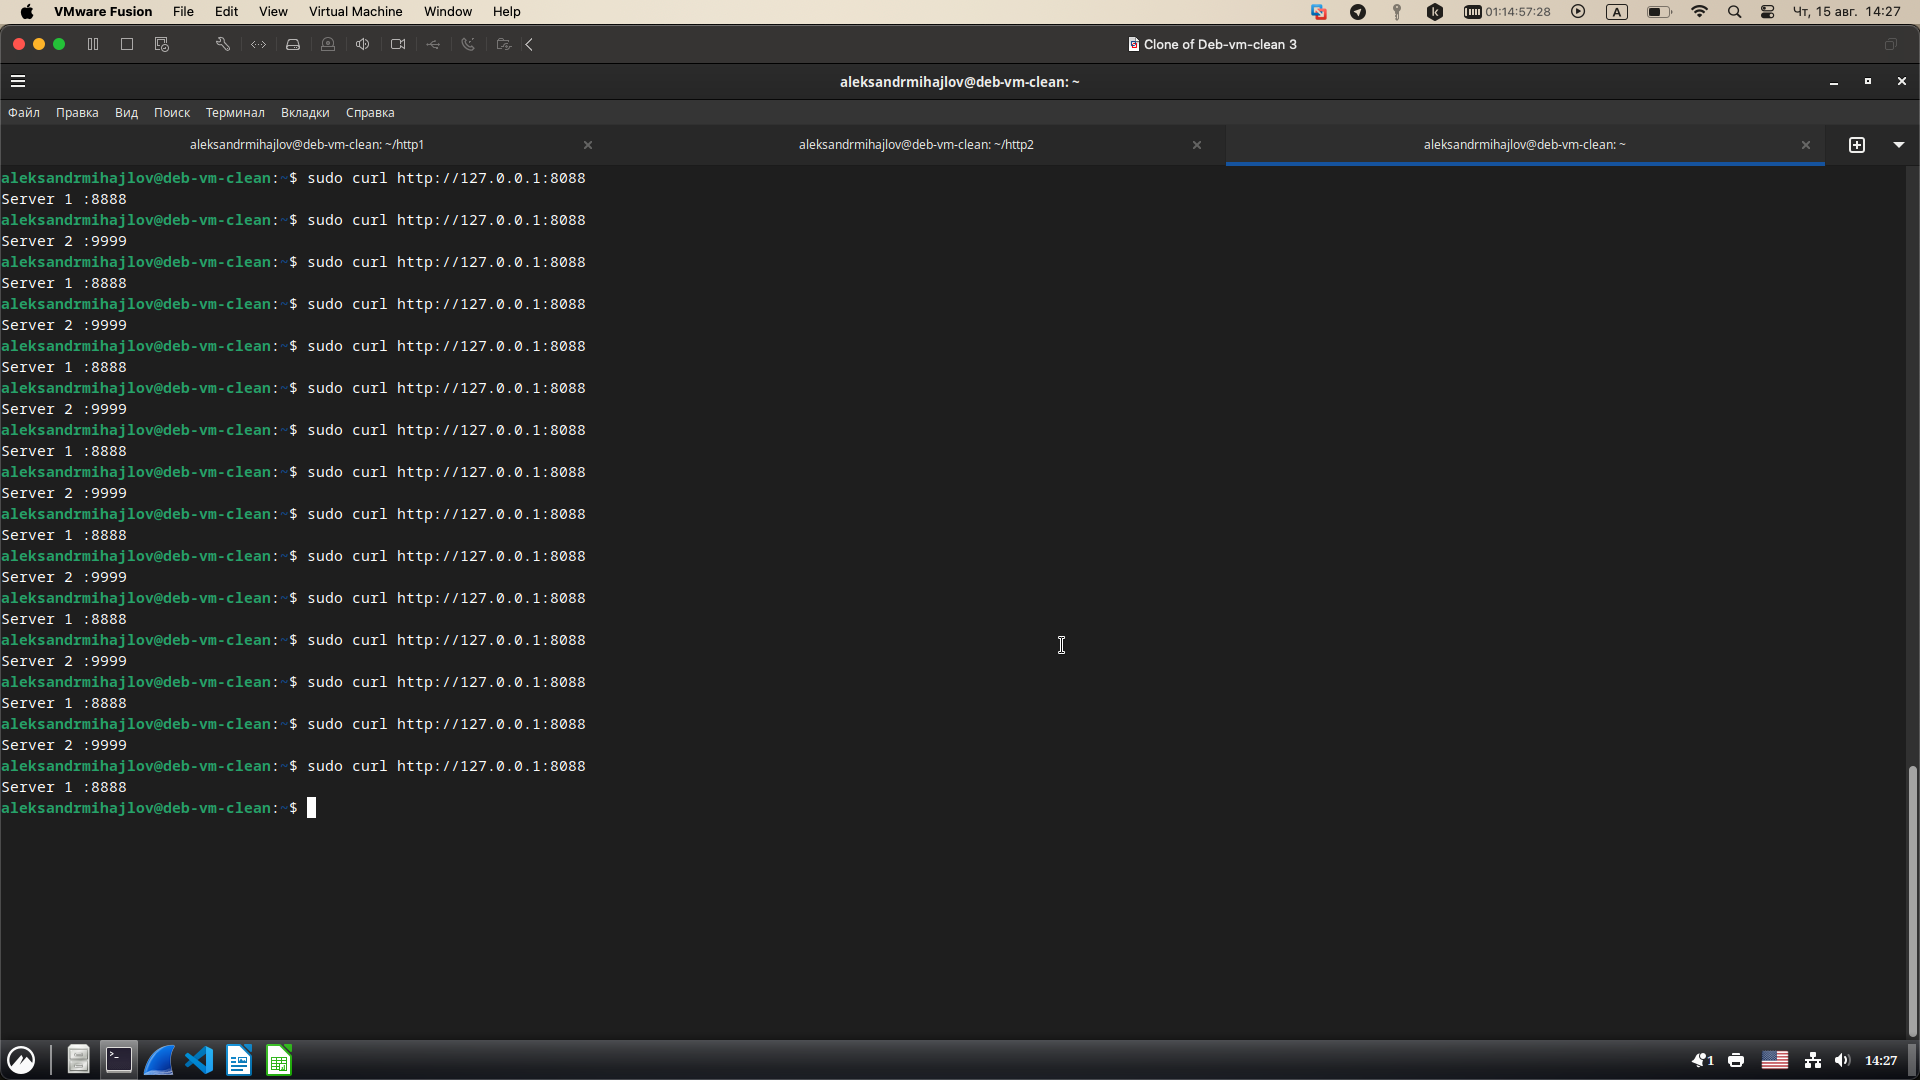 VMware Fusion File Edit View Virtual Machine Window Help 01:14:57:28 A Чт, 15 авг. 14:27
Clone of Deb-vm-clean 3
aleksandrmihajlov@deb-vm-clean: ~
Файл Правка Вид Поиск Терминал Вкладки Справка
aleksandrmihajlov@deb-vm-clean: ~/http1 aleksandrmihajlov@deb-vm-clean: ~/http2 aleksandrmihajlov@deb-vm-clean: ~
aleksandrmihajlov@deb-vm-clean:~$ sudo curl http://127.0.0.1:8088
Server 1 :8888
aleksandrmihajlov@deb-vm-clean:~$ sudo curl http://127.0.0.1:8088
Server 2 :9999
aleksandrmihajlov@deb-vm-clean:~$ sudo curl http://127.0.0.1:8088
Server 1 :8888
aleksandrmihajlov@deb-vm-clean:~$ sudo curl http://127.0.0.1:8088
Server 2 :9999
aleksandrmihajlov@deb-vm-clean:~$ sudo curl http://127.0.0.1:8088
Server 1 :8888
aleksandrmihajlov@deb-vm-clean:~$ sudo curl http://127.0.0.1:8088
Server 2 :9999
aleksandrmihajlov@deb-vm-clean:~$ sudo curl http://127.0.0.1:8088
Server 1 :8888
aleksandrmihajlov@deb-vm-clean:~$ sudo curl http://127.0.0.1:8088
Server 2 :9999
aleksandrmihajlov@deb-vm-clean:~$ sudo curl http://127.0.0.1:8088
Server 1 :8888
aleksandrmihajlov@deb-vm-clean:~$ sudo curl http://127.0.0.1:8088
Server 2 :9999
aleksandrmihajlov@deb-vm-clean:~$ sudo curl http://127.0.0.1:8088
Server 1 :8888
aleksandrmihajlov@deb-vm-clean:~$ sudo curl http://127.0.0.1:8088
Server 2 :9999
aleksandrmihajlov@deb-vm-clean:~$ sudo curl http://127.0.0.1:8088
Server 1 :8888
aleksandrmihajlov@deb-vm-clean:~$ sudo curl http://127.0.0.1:8088
Server 2 :9999
aleksandrmihajlov@deb-vm-clean:~$ sudo curl http://127.0.0.1:8088
Server 1 :8888
aleksandrmihajlov@deb-vm-clean:~$
1 14:27